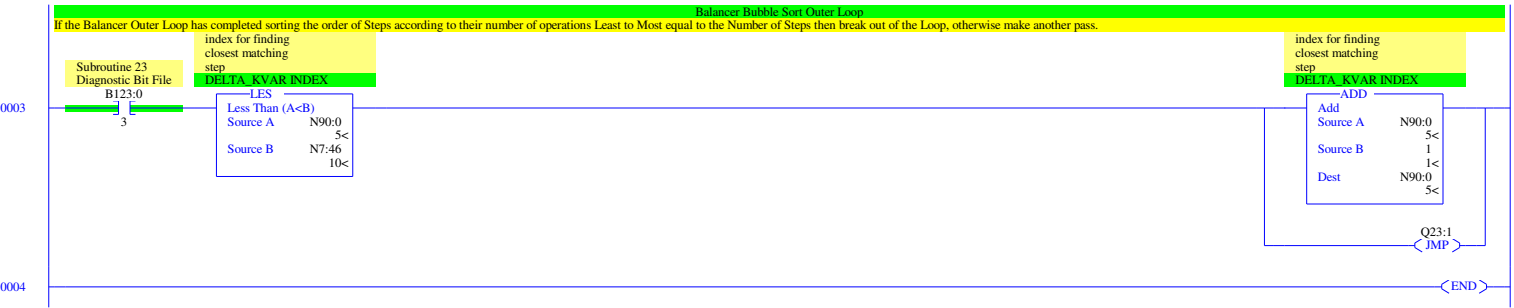 Balancer Bubble Sort Outer Loop
If the Balancer Outer Loop has completed sorting the order of Steps according to their number of operations Least to Most equal to the Number of Steps then break out of the Loop, otherwise make another pass.
Subroutine 23
Diagnostic Bit File
B123:0
3
index for finding
closest matching
step
DELTA_KVAR INDEX
LES
Less Than (A<B)
Source A N90:0
5<
Source B N7:46
10<
index for finding
closest matching
step
DELTA_KVAR INDEX
ADD
Add
Source A N90:0
5<
Source B 1
1<
Dest N90:0
5<
Q23:1
JMP
0003
0004
END